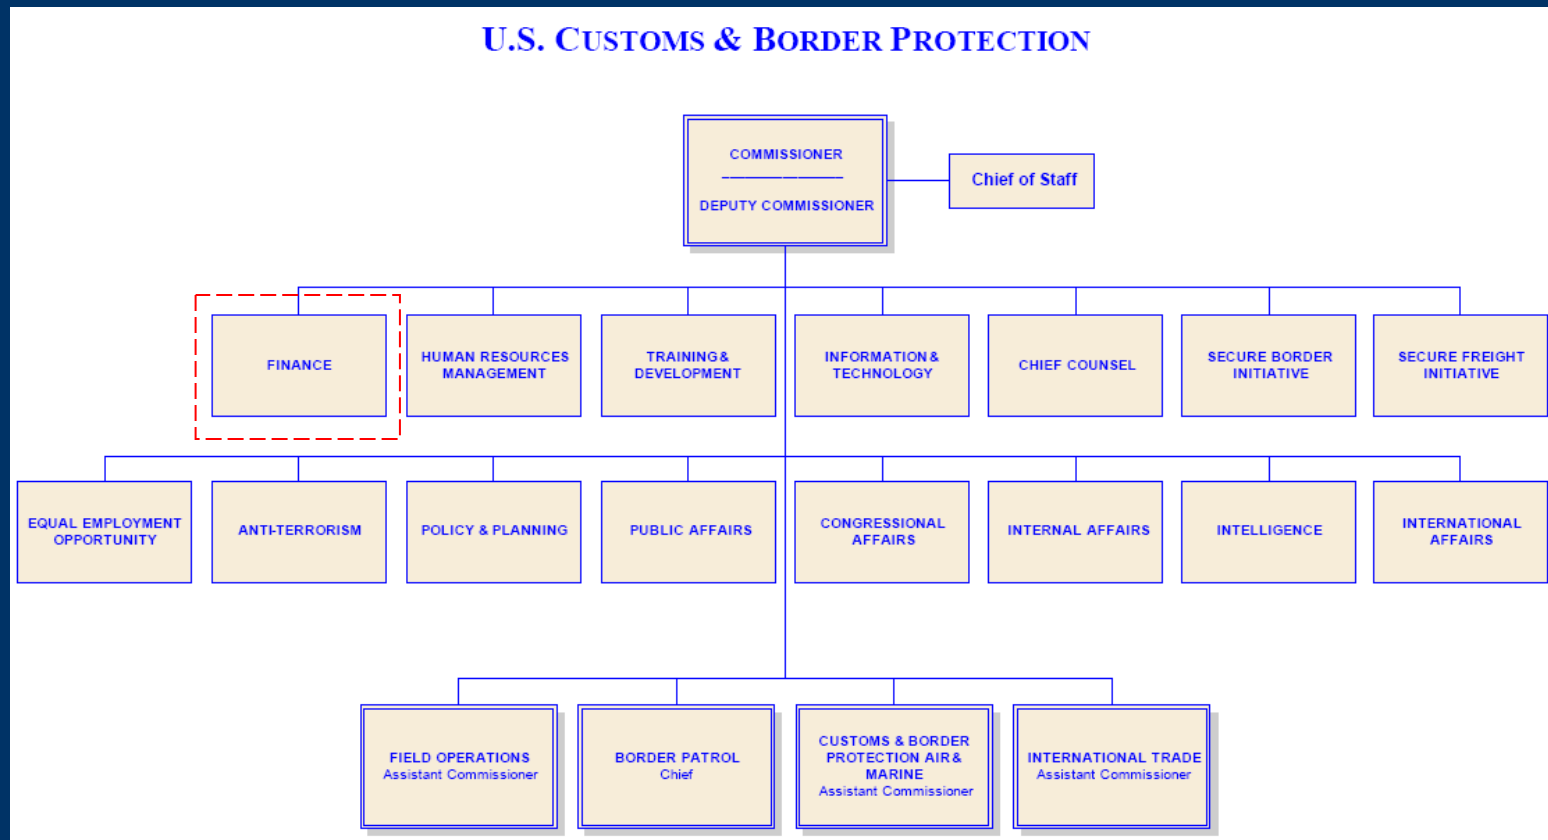 U.S. CUSTOMS & BORDER PROTECTION
COMMISSIONER
DEPUTY COMMISSIONER
Chief of Staff
FINANCE
HUMAN RESOURCES
MANAGEMENT
TRAINING &
DEVELOPMENT
INFORMATION &
TECHNOLOGY
CHIEF COUNSEL
SECURE BORDER
INITIATIVE
SECURE FREIGHT
INITIATIVE
EQUAL EMPLOYMENT
OPPORTUNITY
ANTI-TERRORISM
POLICY & PLANNING
PUBLIC AFFAIRS
CONGRESSIONAL
AFFAIRS
INTERNAL AFFAIRS
INTELLIGENCE
INTERNATIONAL
AFFAIRS
FIELD OPERATIONS
Assistant Commissioner
BORDER PATROL
Chief
CUSTOMS & BORDER
PROTECTION AIR &
MARINE
Assistant Commissioner
INTERNATIONAL TRADE
Assistant Commissioner